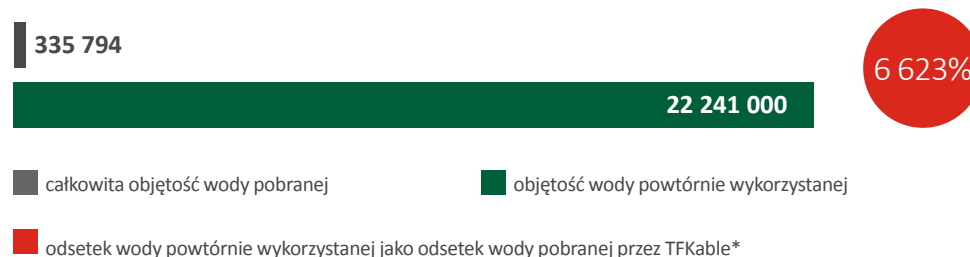 335 794
6 623%
22 241 000
całkowita objętość wody pobranej
objętość wody powtórnie wykorzystanej
odsetek wody powtórnie wykorzystanej jako odsetek wody pobranej przez TFKable*